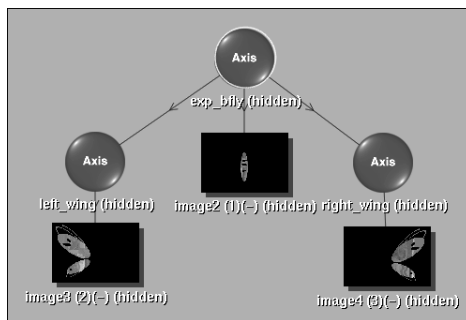 Axis
exp_bfly (hidden)
Axis
Axis
left_wing (hidden)
image2 (1)(-) (hidden)
right_wing (hidden)
image3 (2)(-) (hidden)
image4 (3)(-) (hidden)